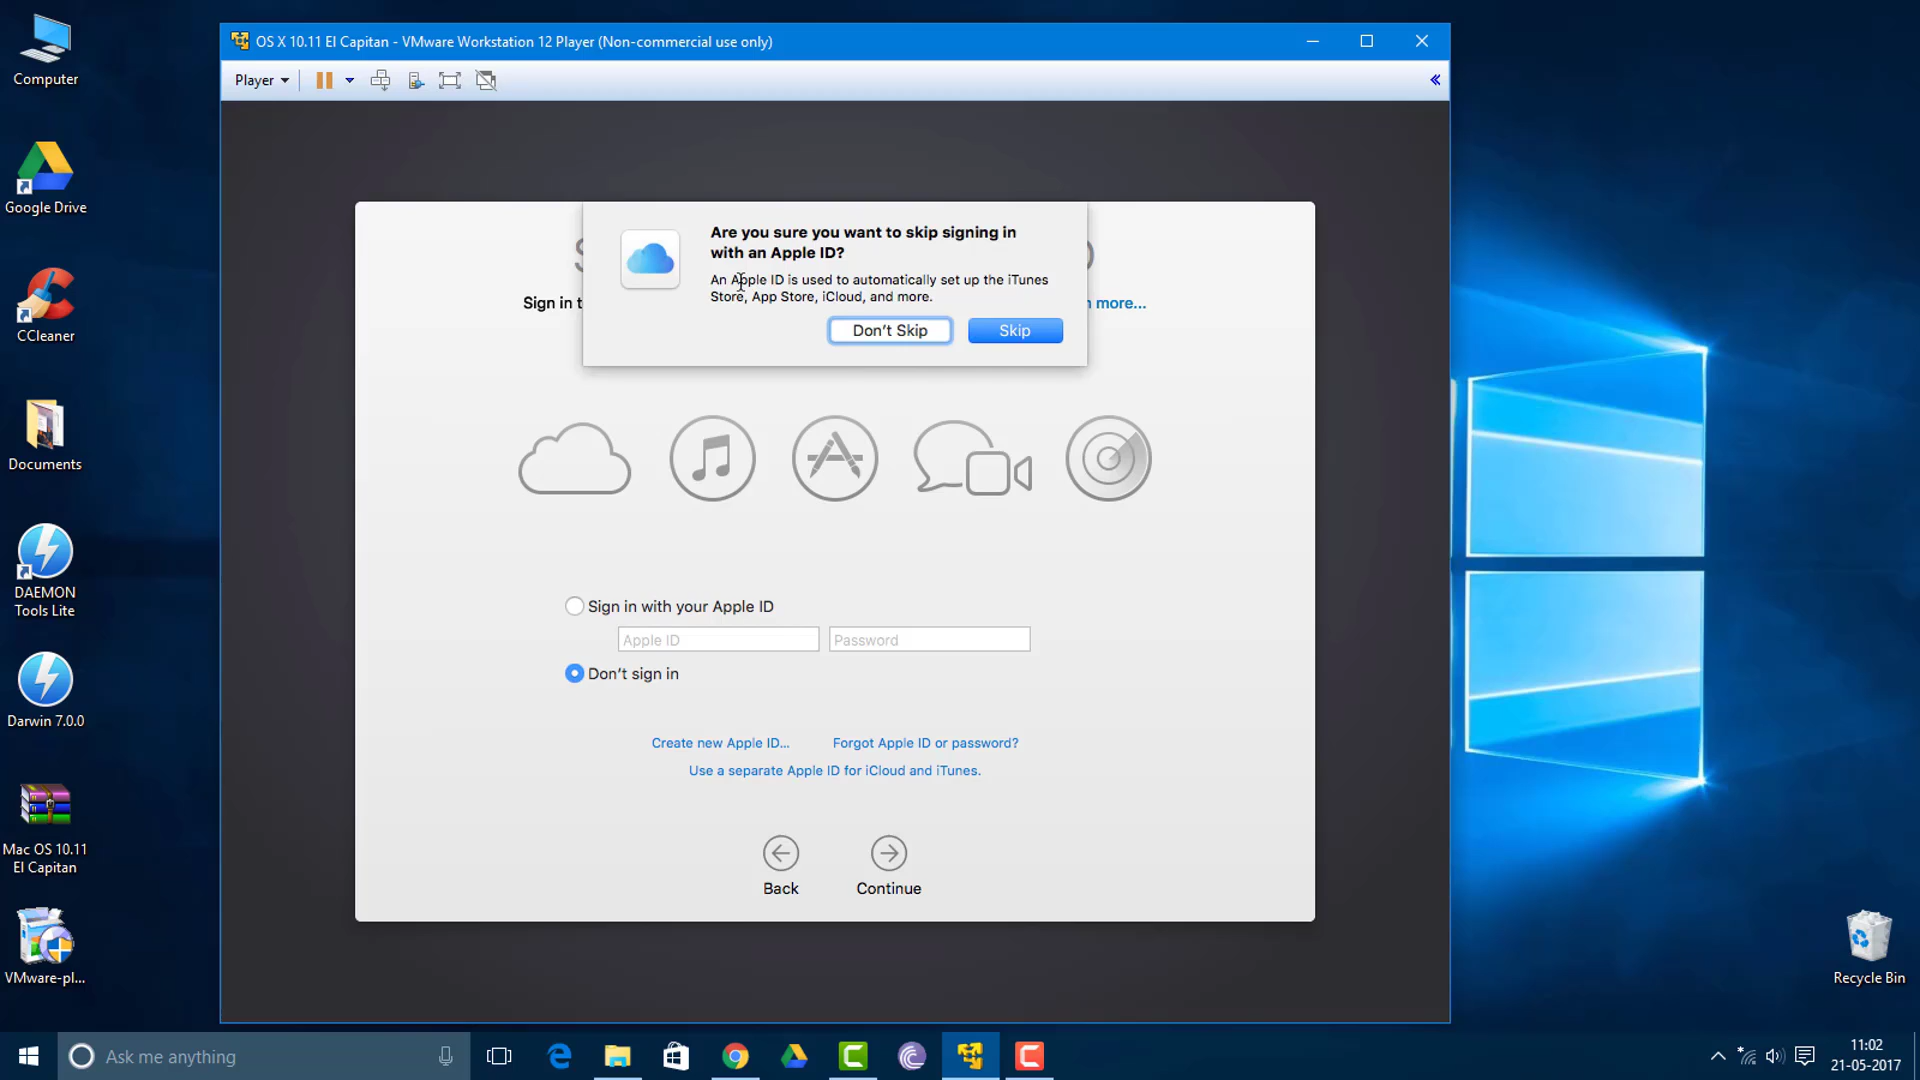 OS X 10.11 El Capitan - VMware Workstation 12 Player (Non-commercial use only)
Player
Computer
Google Drive
CCleaner
Documents
DAEMON
Tools Lite
Darwin 7.0.0
Mac OS 10.11
El Capitan
VMware-pl...
Are you sure you want to skip signing in
with an Apple ID?
An Apple ID is used to automatically set up the iTunes
Store, App Store, iCloud, and more.
Don't Skip
Skip
Sign in t
n more...
Sign in with your Apple ID
Apple ID
Password
Don't sign in
Create new Apple ID...
Forgot Apple ID or password?
Use a separate Apple ID for iCloud and iTunes.
Back
Continue
Recycle Bin
Ask me anything
11:02
21-05-2017